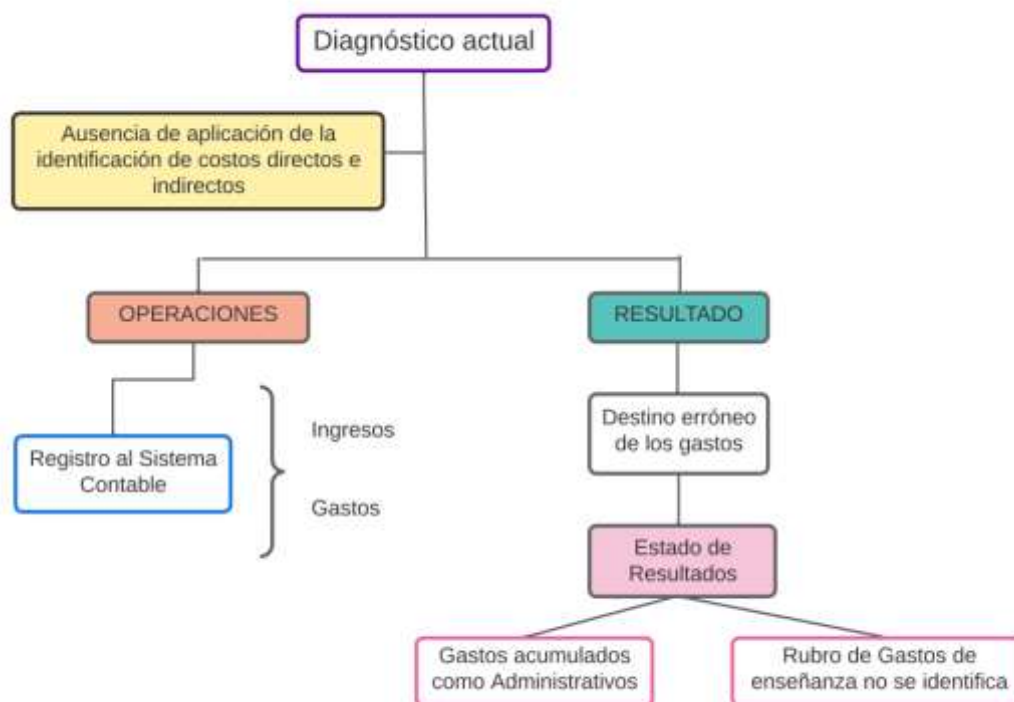 Diagnóstico actual
Ausencia de aplicación de la
identificación de costos directos e
indirectos
OPERACIONES
RESULTADO
Registro al Sistema
Contable
Ingresos
Gastos
Destino erróneo
de los gastos
Estado de
Resultados
Gastos acumulados
como Administrativos
Rubro de Gastos de
enseñanza no se identifica